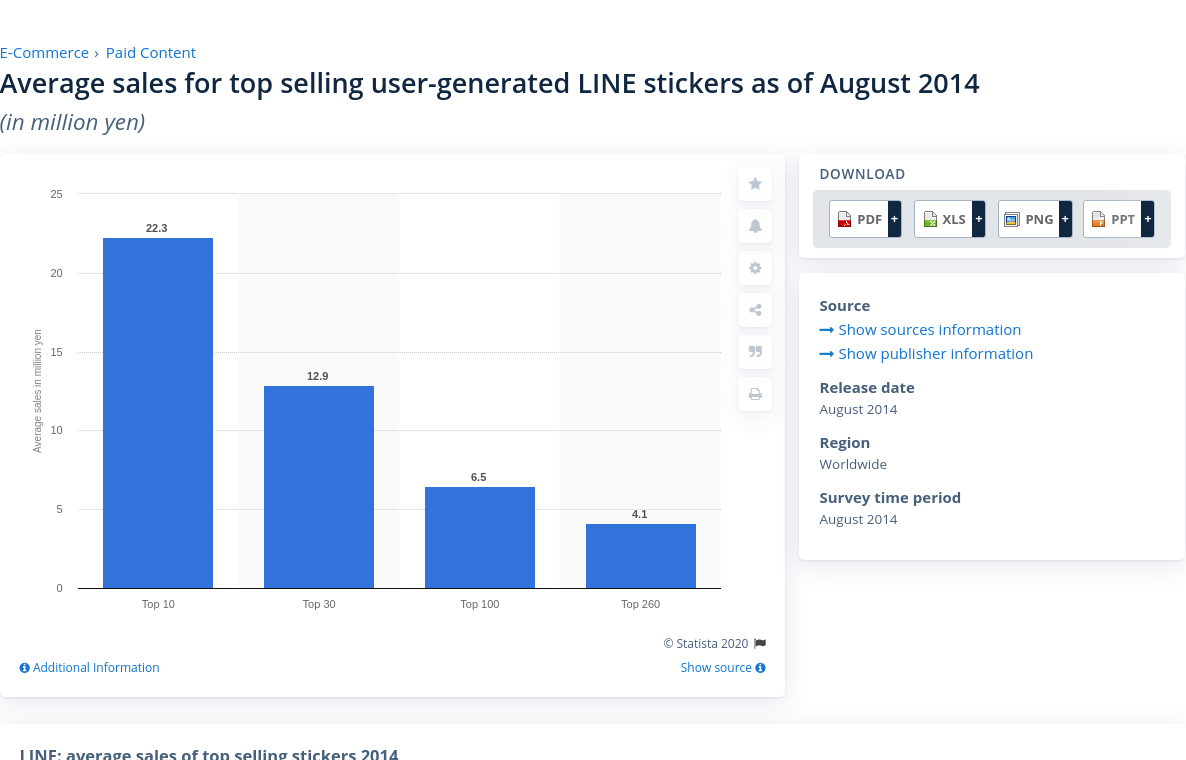 E-Commerce › Paid Content
Average sales for top selling user-generated LINE stickers as of August 2014
(in million yen)
Average sales in million yen
25
20
15
10
5
0
22.3
12.9
6.5
4.1
Top 10
Top 30
Top 100
Top 260
© Statista 2020
Additional Information
Show source
DOWNLOAD
PDF +
XLS +
PNG +
PPT +
Source
Show sources information
Show publisher information
Release date
August 2014
Region
Worldwide
Survey time period
August 2014
LINE: average sales of top selling stickers 2014